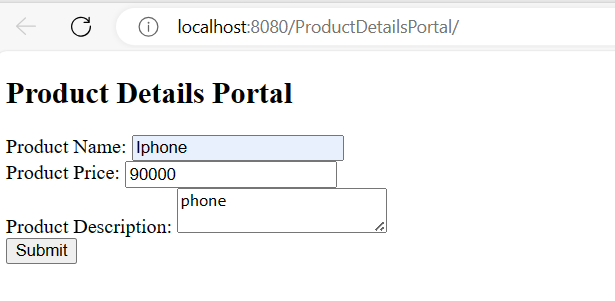 localhost:8080/ProductDetailsPortal/
Product Details Portal
Product Name: Iphone
Product Price: 90000
Product Description: phone
Submit